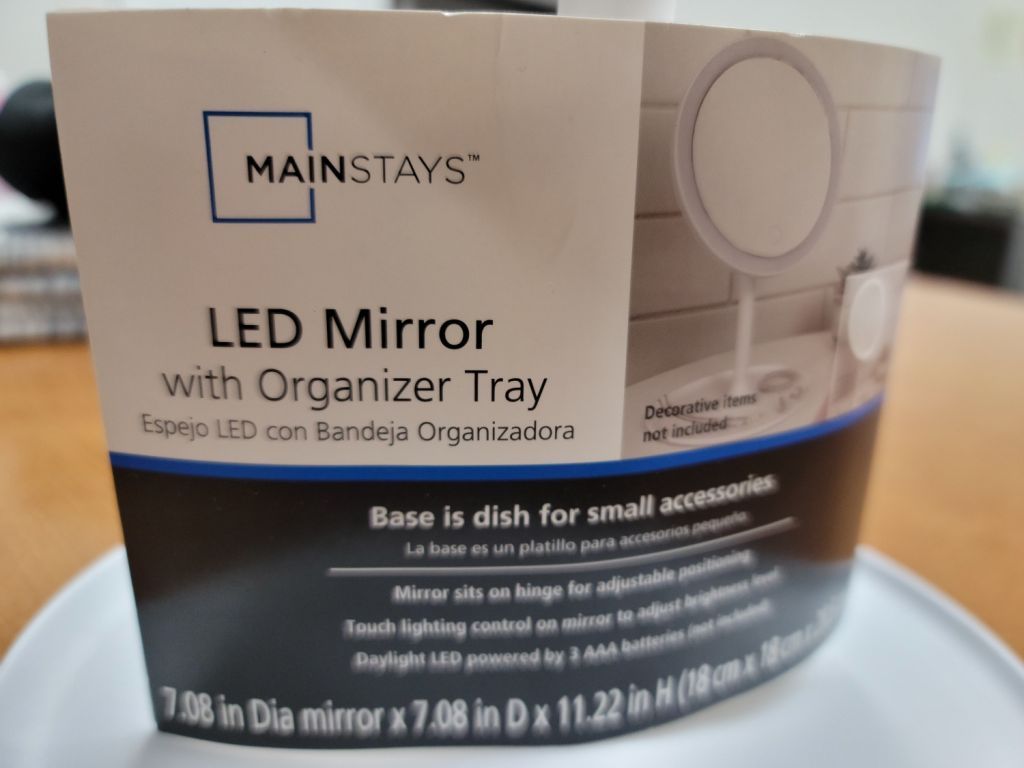 MAINSTAYS™
LED Mirror
with Organizer Tray
Espejo LED con Bandeja Organizadora
Decorative items
not included
Base is dish for small accessories
La base es un platillo para accesorios pequeño
Mirror sits on hinge for adjustable positioning
Touch lighting control on mirror to adjust brightness level
Daylight LED powered by 3 AAA batteries (not included)
7.08 in Dia mirror x 7.08 in D x 11.22 in H (18 cm x 18 cm x